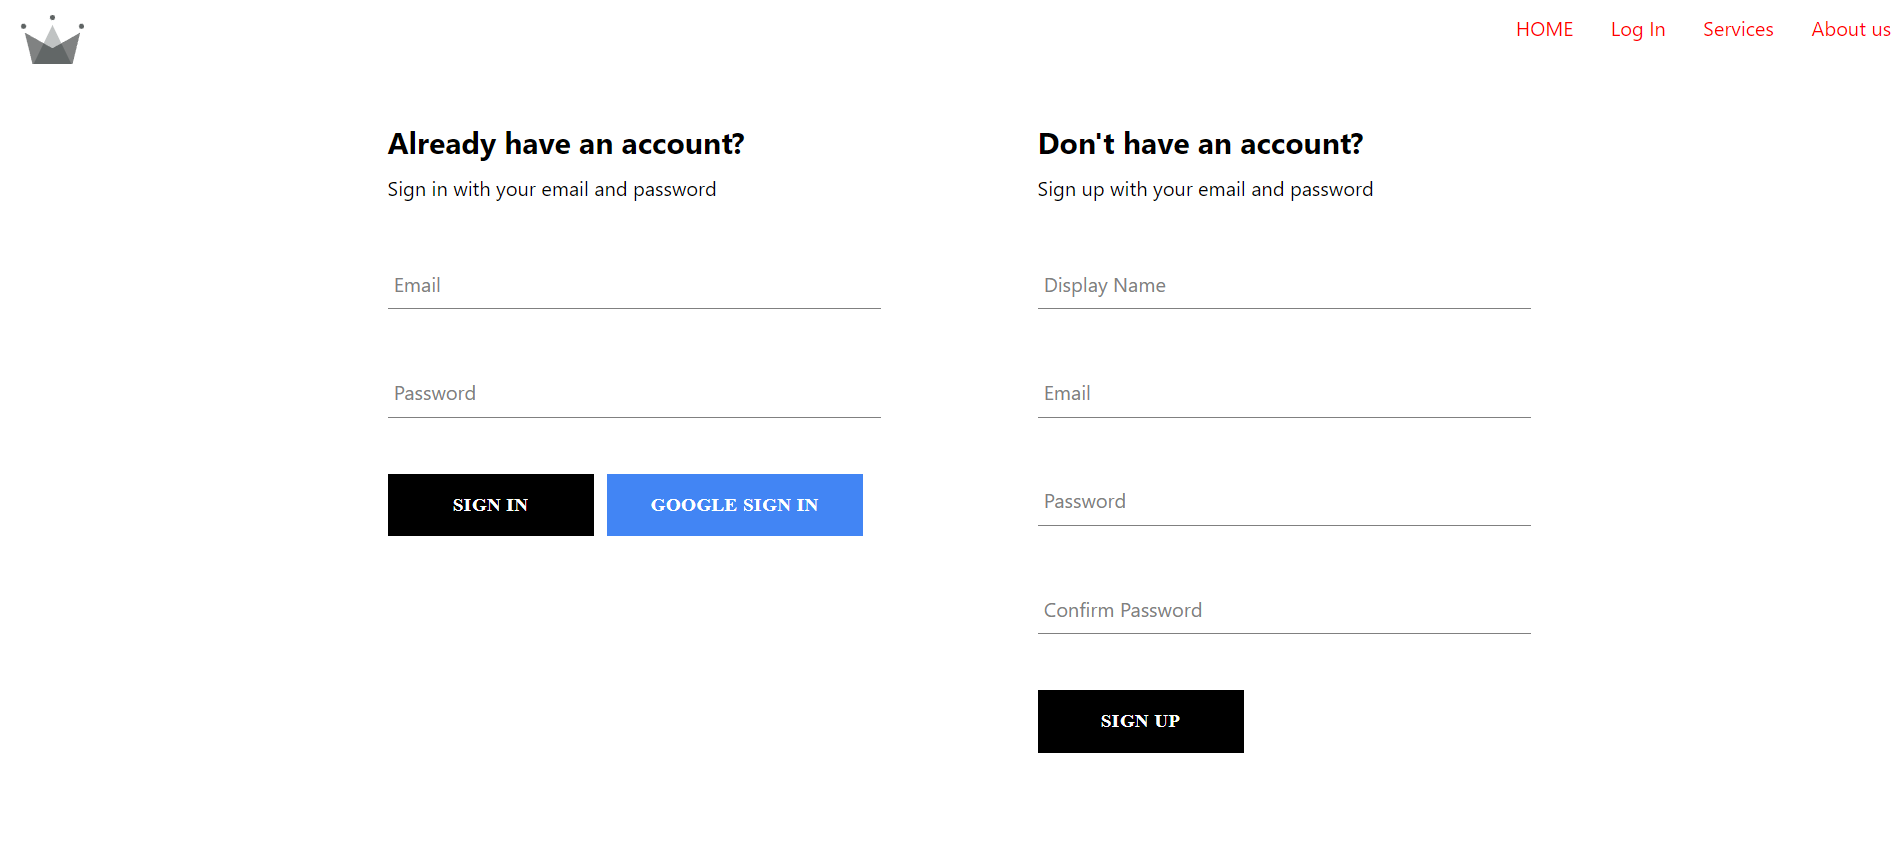 HOME Log In Services About us
Already have an account?
Sign in with your email and password
Email
Password
SIGN IN GOOGLE SIGN IN
Don't have an account?
Sign up with your email and password
Display Name
Email
Password
Confirm Password
SIGN UP